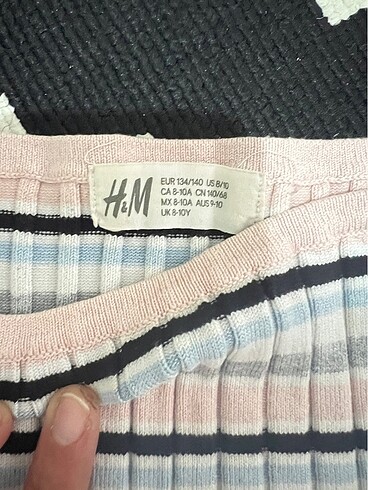 H&M
EUR 134/140 US 8/10
CA 8-10A CN 140/68
MX 8-10A AUS 9-10
UK 8-10Y